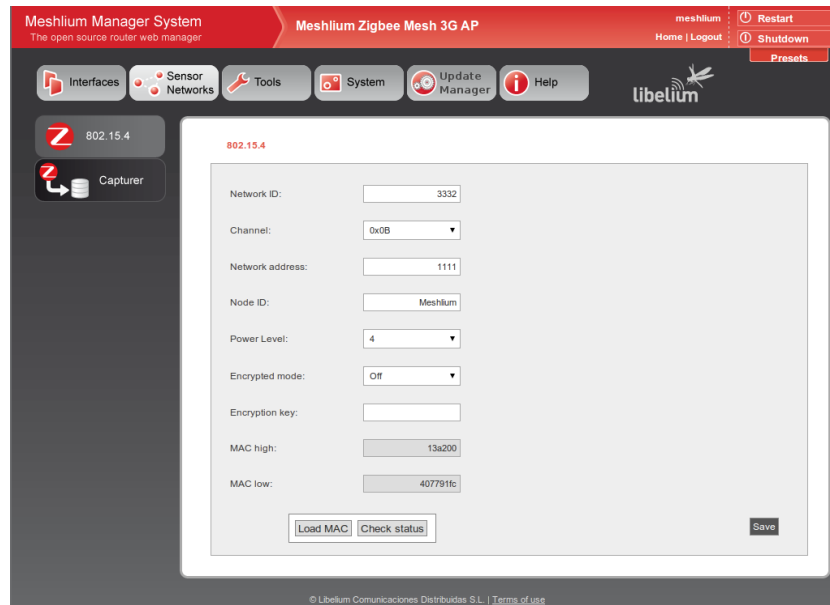 Meshlium Manager System
The open source router web manager
Meshlium Zigbee Mesh 3G AP
meshlium
Home | Logout
Restart
Shutdown
Presets
Interfaces
Sensor
Networks
Tools
System
Update
Manager
Help
libelium
802.15.4
Capturer
802.15.4
Network ID: 3332
Channel: 0x0B
Network address: 1111
Node ID: Meshlium
Power Level: 4
Encrypted mode: Off
Encryption key:
MAC high: 13a200
MAC low: 407791fc
Load MAC Check status
Save
© Libelium Comunicaciones Distribuidas S.L. | Terms of use